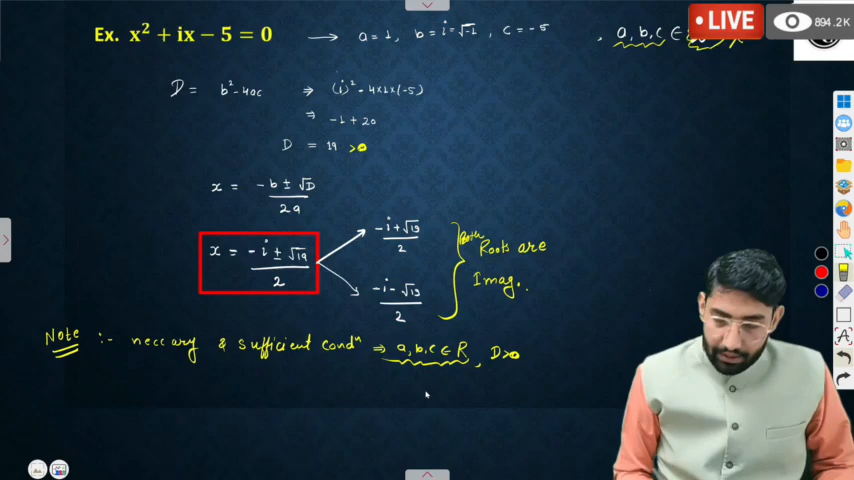 Ex. x² + ix − 5 = 0 ⟶ a = 1, b = i = √-1, c = -5 , a, b, c ∈
LIVE 894.2K
D = b² - 4ac ⇒ (i)² - 4×1×(-5)
⇒ -1 + 20
D = 19 >0
x = -b ± √D / 2a
x = -i ± √19 / 2
-i + √19 / 2
-i - √19 / 2
Both Roots are
Imag.
Note :- neccary & sufficient condⁿ ⇒ a, b, c ∈ R , D>0